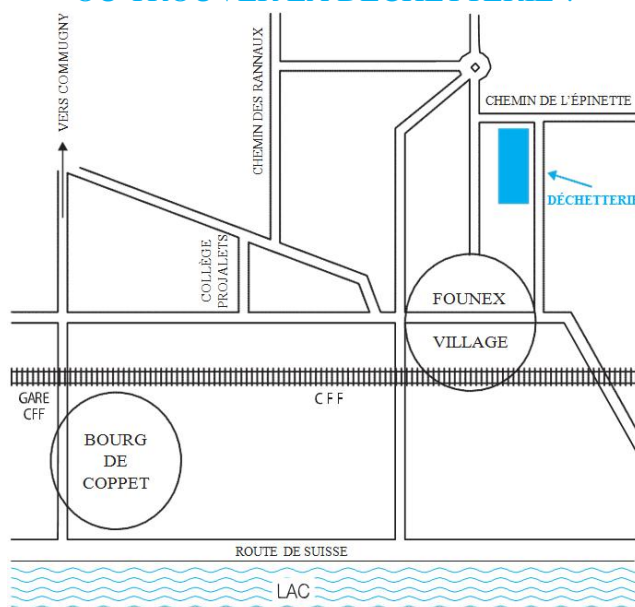 VERS COMMUGNY
CHEMIN DES RANNAUX
CHEMIN DE L'ÉPINETTE
DÉCHETTERIE
COLLÈGE
PROJALETS
FOUNEX
VILLAGE
GARE
CFF
CFF
BOURG
DE
COPPET
ROUTE DE SUISSE
LAC